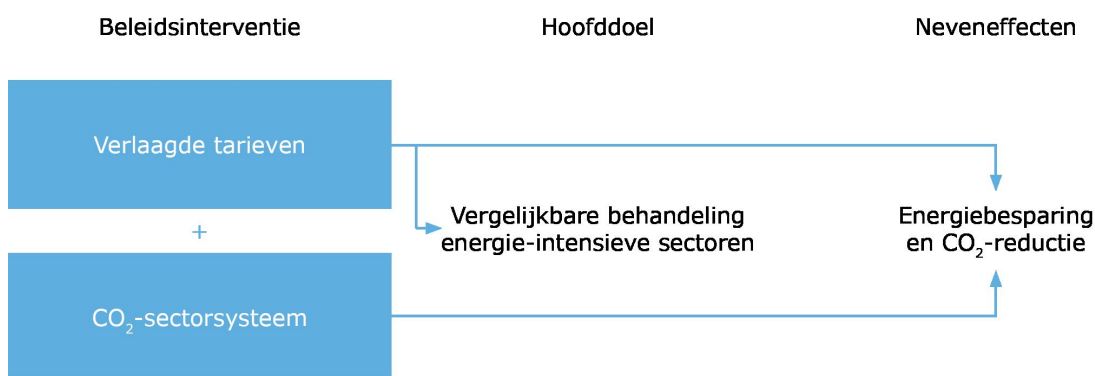 Beleidsinterventie
Hoofddoel
Neveneffecten
Verlaagde tarieven
+
Vergelijkbare behandeling
energie-intensieve sectoren
Energiebesparing
en CO₂-reductie
CO₂-sectorsysteem